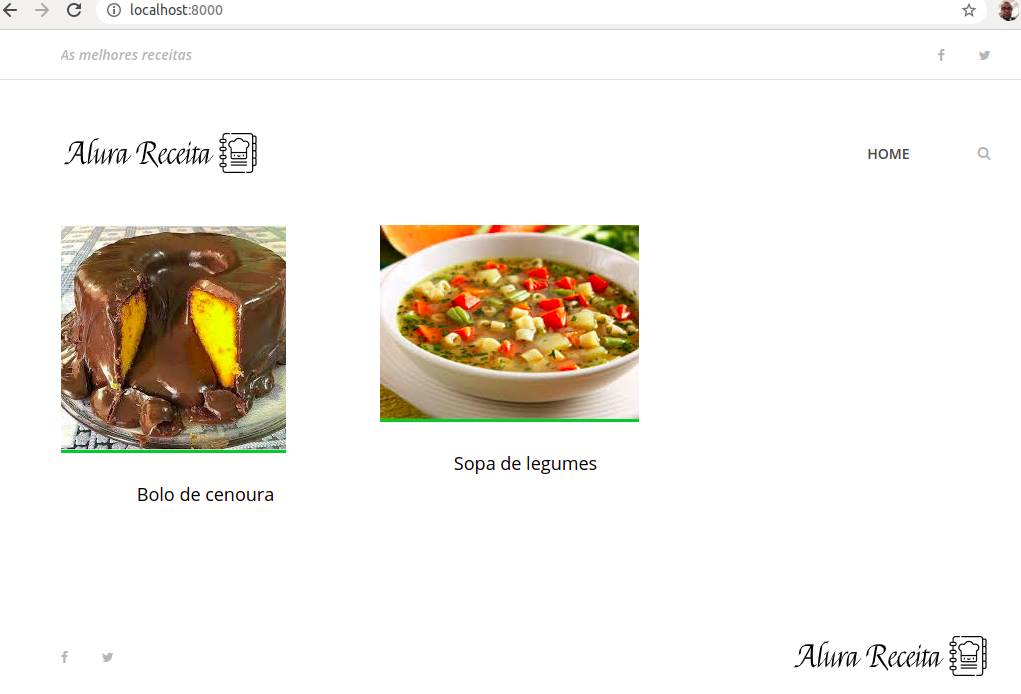 localhost:8000
As melhores receitas
Alura Receita
HOME
Bolo de cenoura
Sopa de legumes
Alura Receita